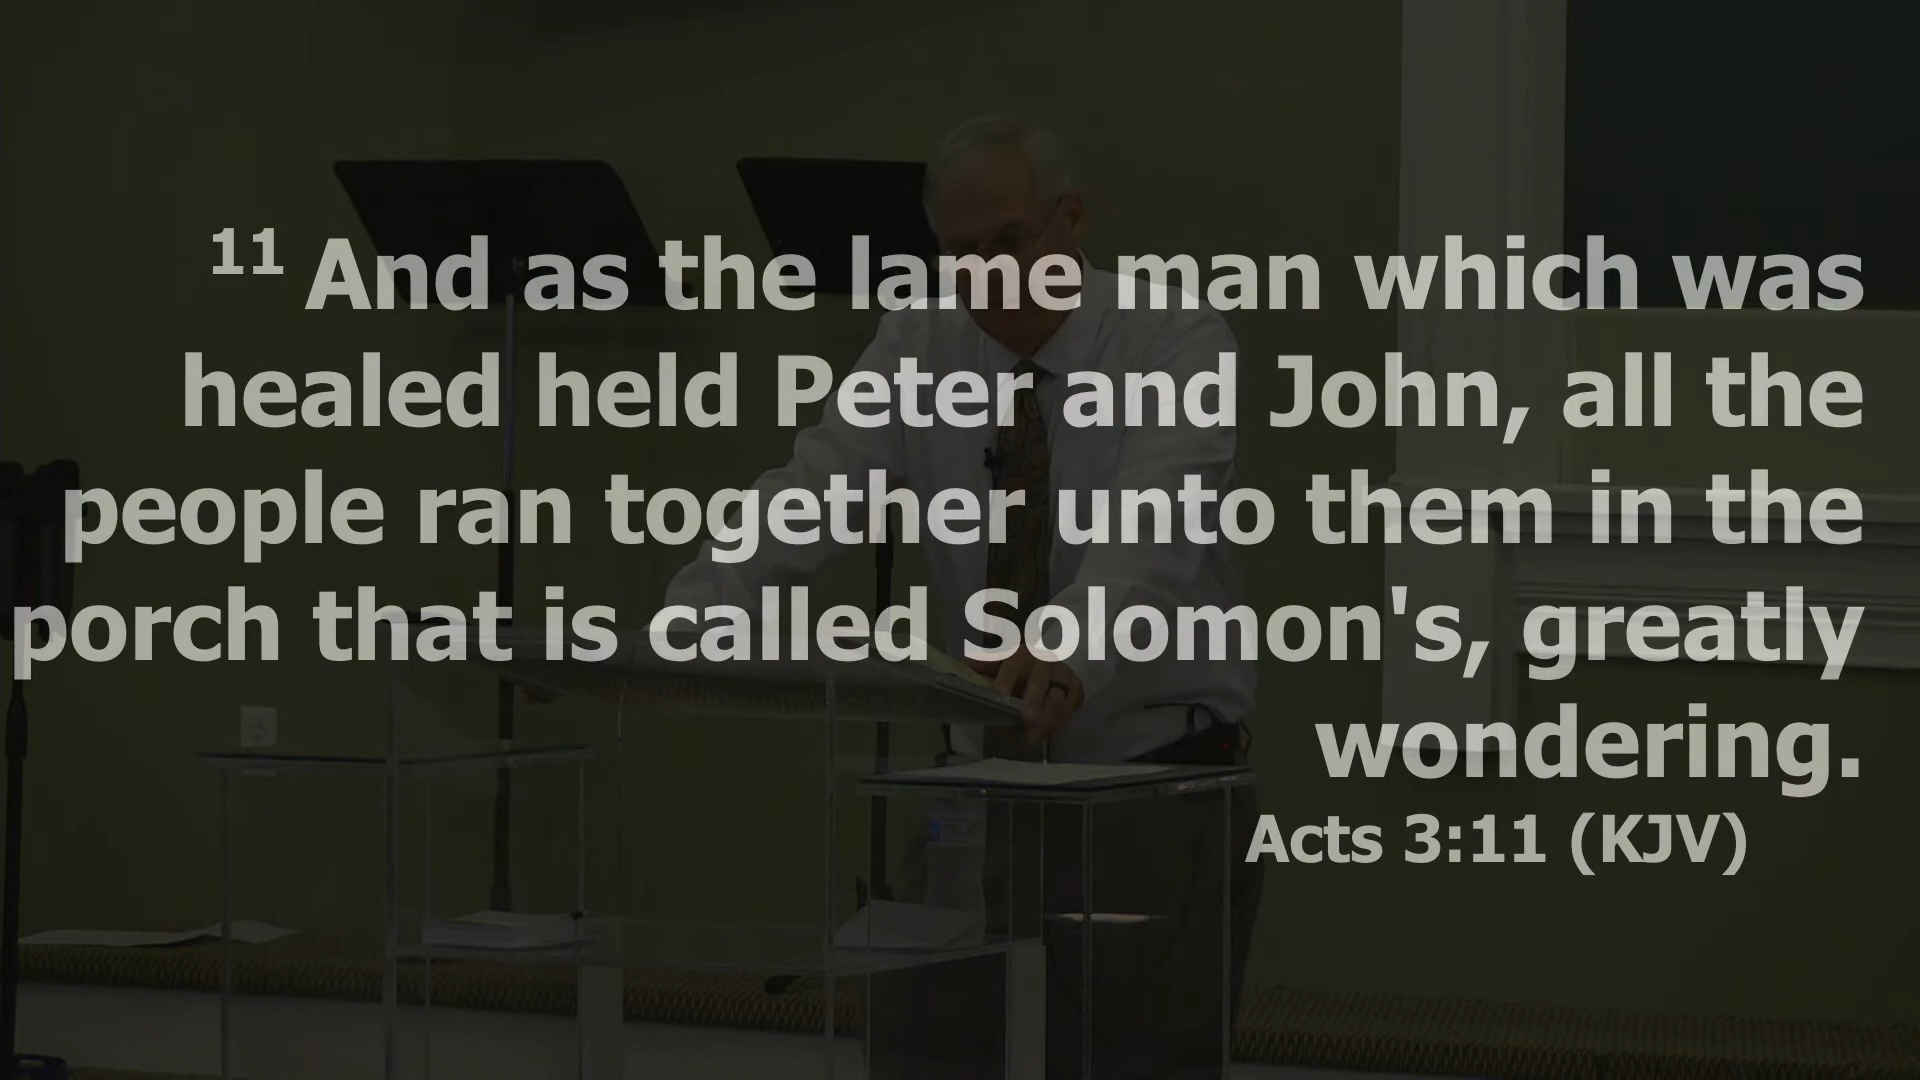 11 And as the lame man which was
healed held Peter and John, all the
people ran together unto them in the
porch that is called Solomon's, greatly
wondering.
Acts 3:11 (KJV)